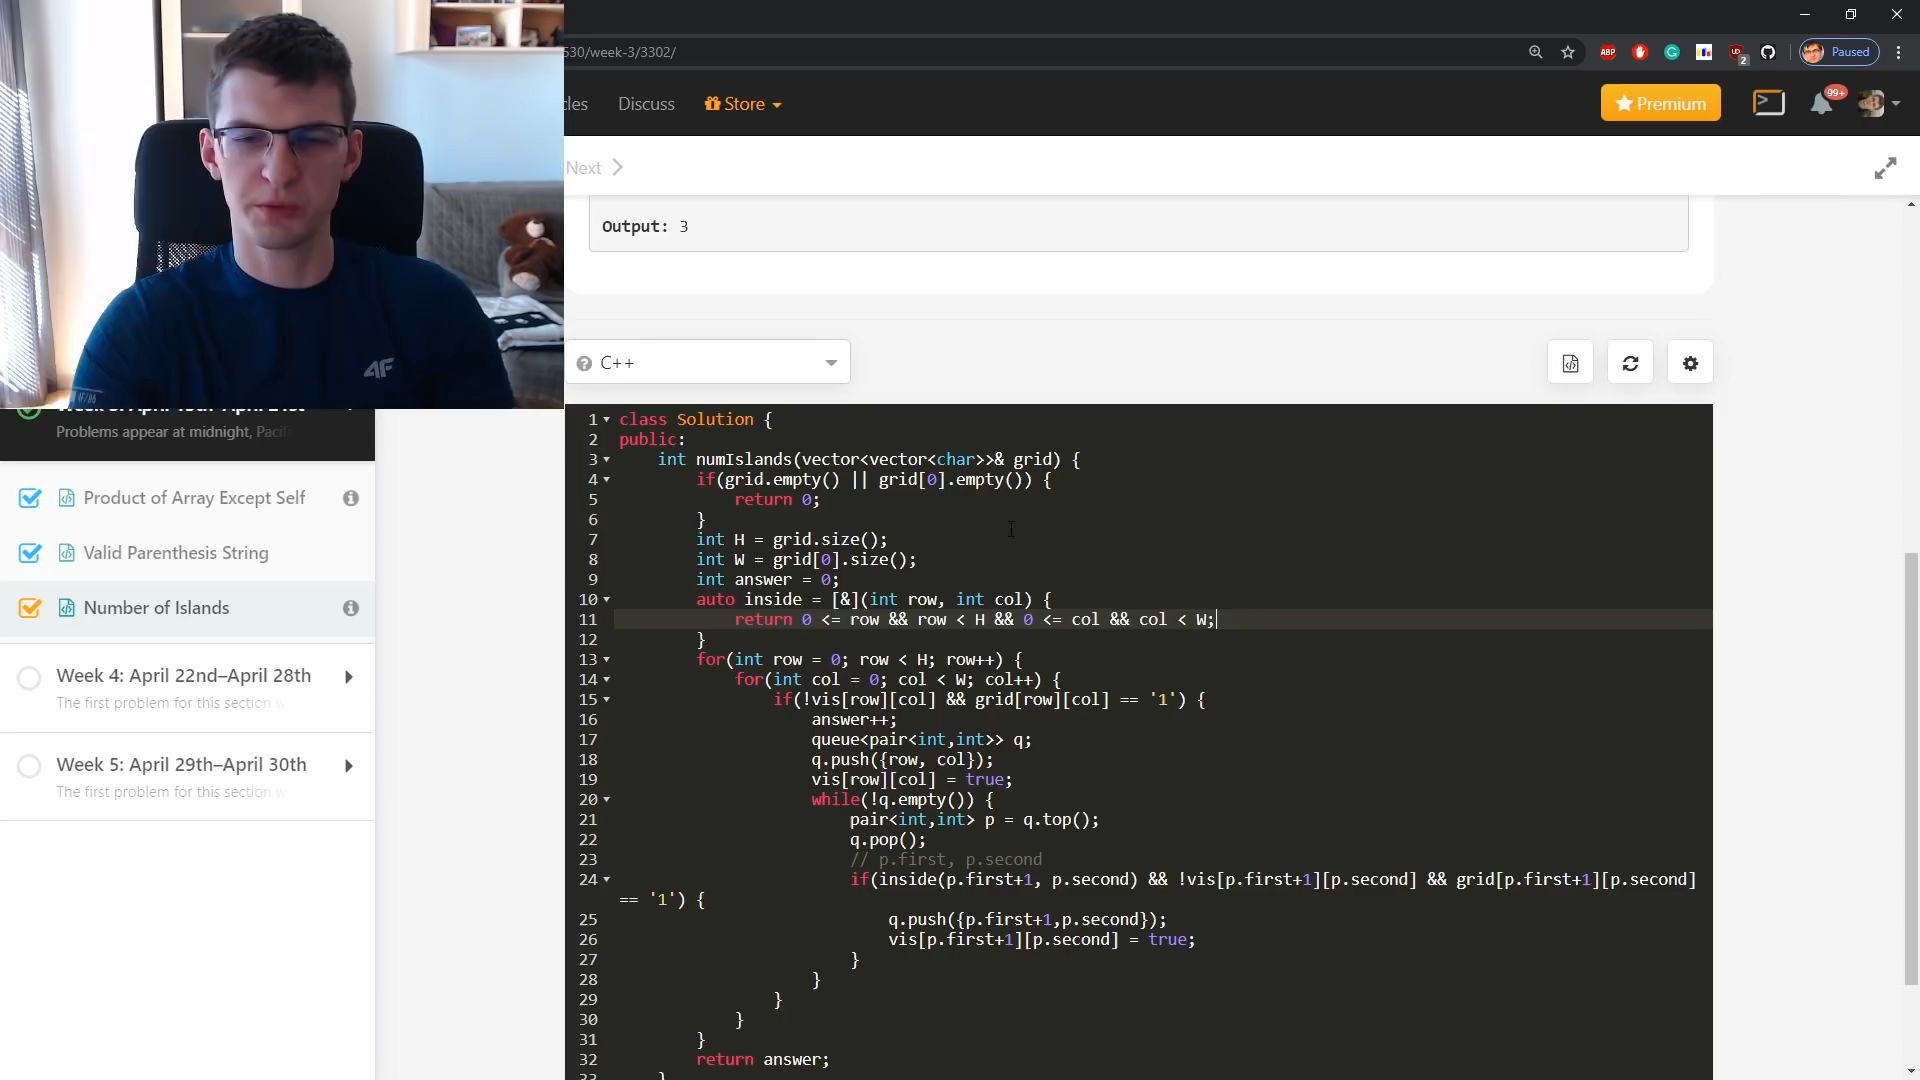 530/week-3/3302/
ABP
2
Paused
cles
Discuss
Store
Premium
99+
Next
Output: 3
C++
AF
Problems appear at midnight,
Product of Array Except Self
Valid Parenthesis String
Number of Islands
Week 4: April 22nd–April 28th
The first problem for this section
Week 5: April 29th–April 30th
The first problem for this section
1 class Solution {
2 public:
3 int numIslands(vector<vector<char>>& grid) {
4 if(grid.empty() || grid[0].empty()) {
5 return 0;
6 }
7 int H = grid.size();
8 int W = grid[0].size();
9 int answer = 0;
10 auto inside = [&](int row, int col) {
11 return 0 <= row && row < H && 0 <= col && col < W;
12 }
13 for(int row = 0; row < H; row++) {
14 for(int col = 0; col < W; col++) {
15 if(!vis[row][col] && grid[row][col] == '1') {
16 answer++;
17 queue<pair<int,int>> q;
18 q.push({row, col});
19 vis[row][col] = true;
20 while(!q.empty()) {
21 pair<int,int> p = q.top();
22 q.pop();
23 // p.first, p.second
24 if(inside(p.first+1, p.second) && !vis[p.first+1][p.second] && grid[p.first+1][p.second]
== '1') {
25 q.push({p.first+1,p.second});
26 vis[p.first+1][p.second] = true;
27 }
28 }
29 }
30 }
31 }
32 return answer;
33 }